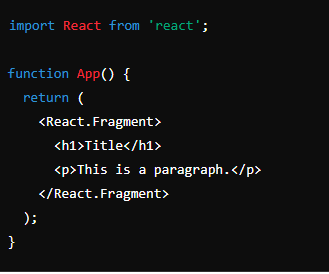 import React from 'react';

function App() {
  return (
    <React.Fragment>
      <h1>Title</h1>
      <p>This is a paragraph.</p>
    </React.Fragment>
  );
}